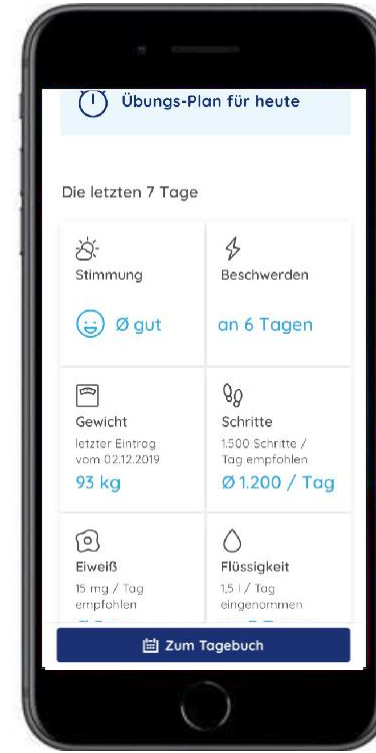 Übungs-Plan für heute
Die letzten 7 Tage
Stimmung
Ø gut
Beschwerden
an 6 Tagen
Gewicht
letzter Eintrag
vom 02.12.2019
93 kg
Schritte
1.500 Schritte /
Tag empfohlen
Ø 1.200 / Tag
Eiweiß
15 mg / Tag
empfohlen
Flüssigkeit
1,5 l / Tag
eingenommen
Zum Tagebuch